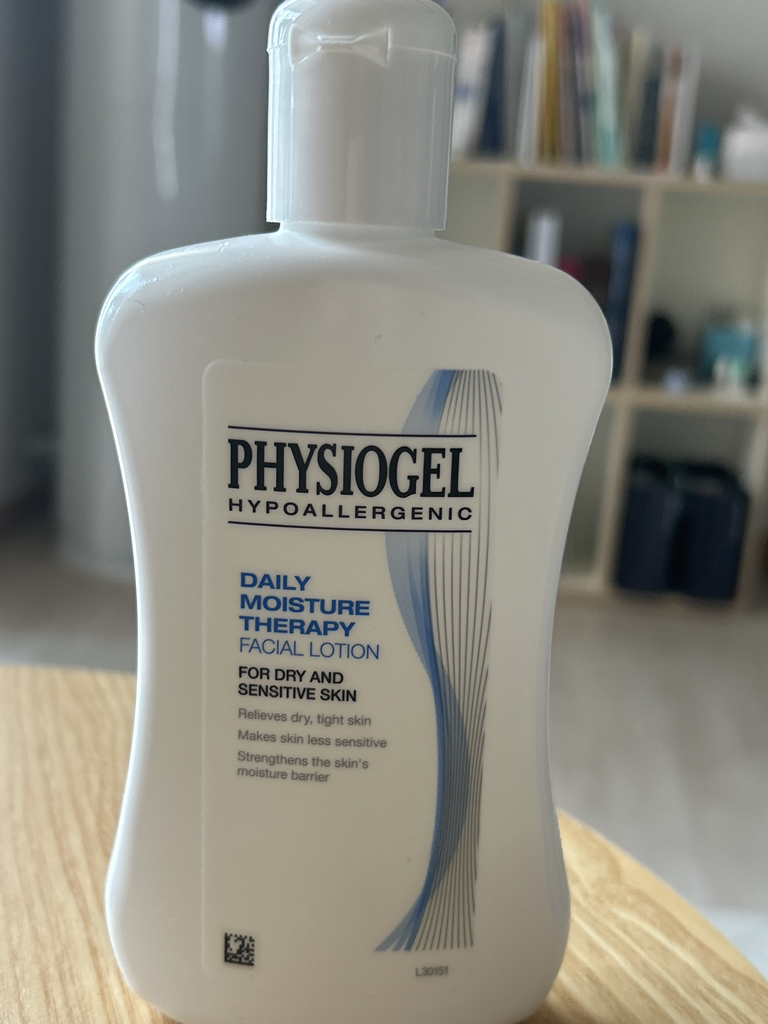 PHYSIOGEL
HYPOALLERGENIC
DAILY
MOISTURE
THERAPY
FACIAL LOTION
FOR DRY AND
SENSITIVE SKIN
Relieves dry, tight skin
Makes skin less sensitive
Strengthens the skin's
moisture barrier
L30151